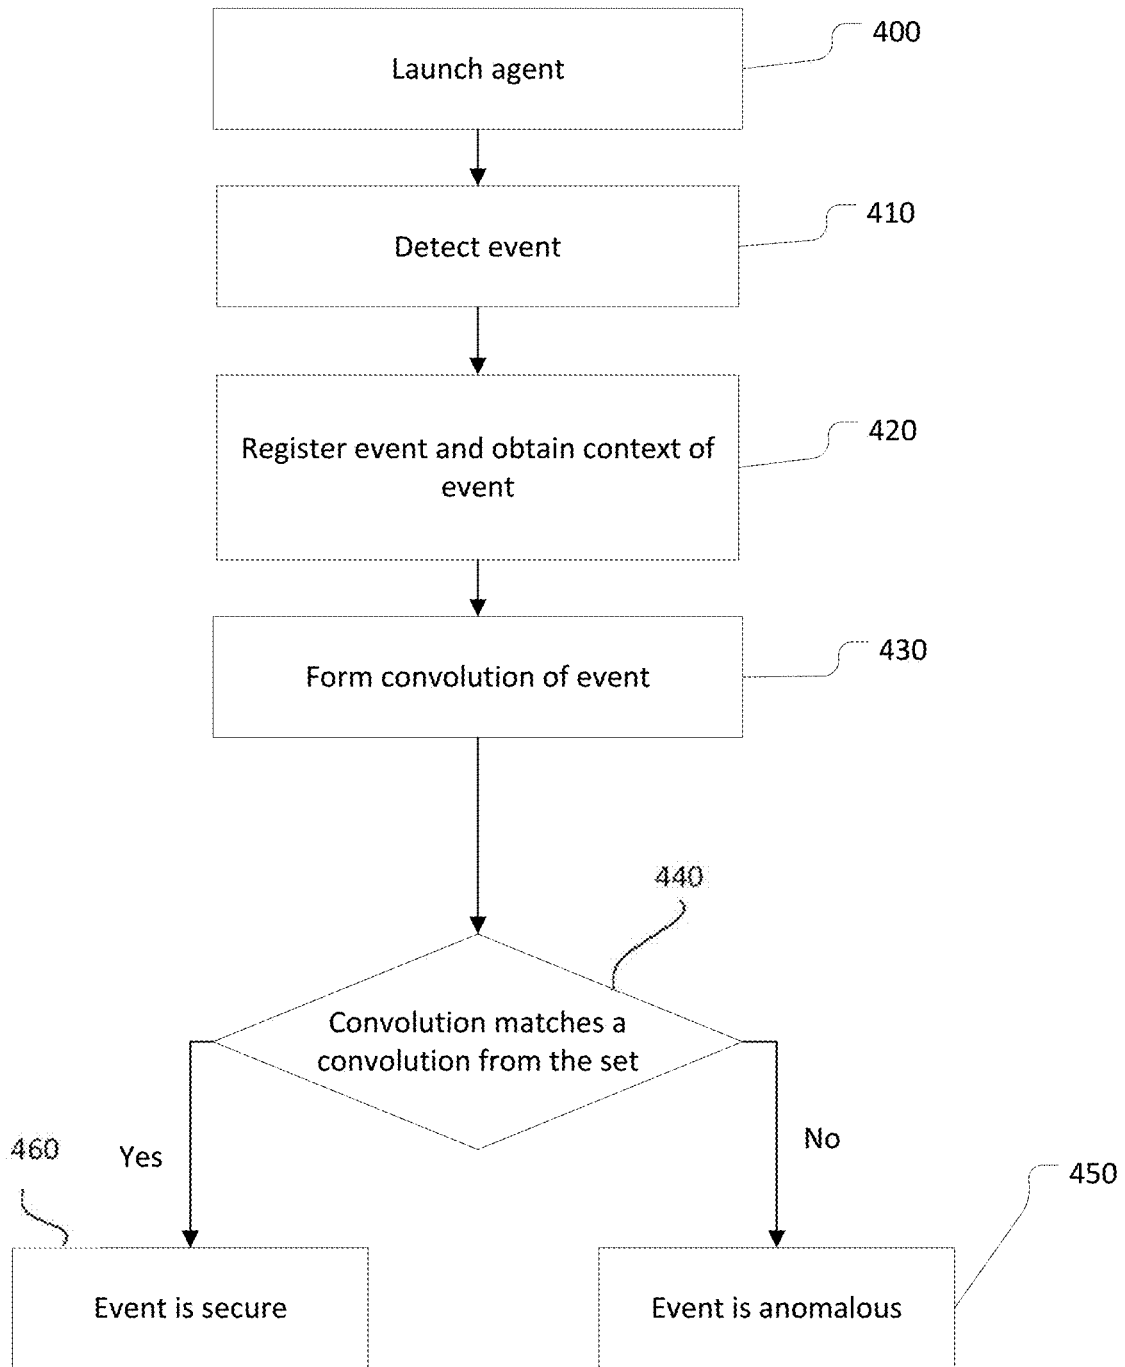 Launch agent
400
Detect event
410
Register event and obtain context of
event
420
Form convolution of event
430
440
Convolution matches a
convolution from the set
Yes
No
460
450
Event is secure
Event is anomalous